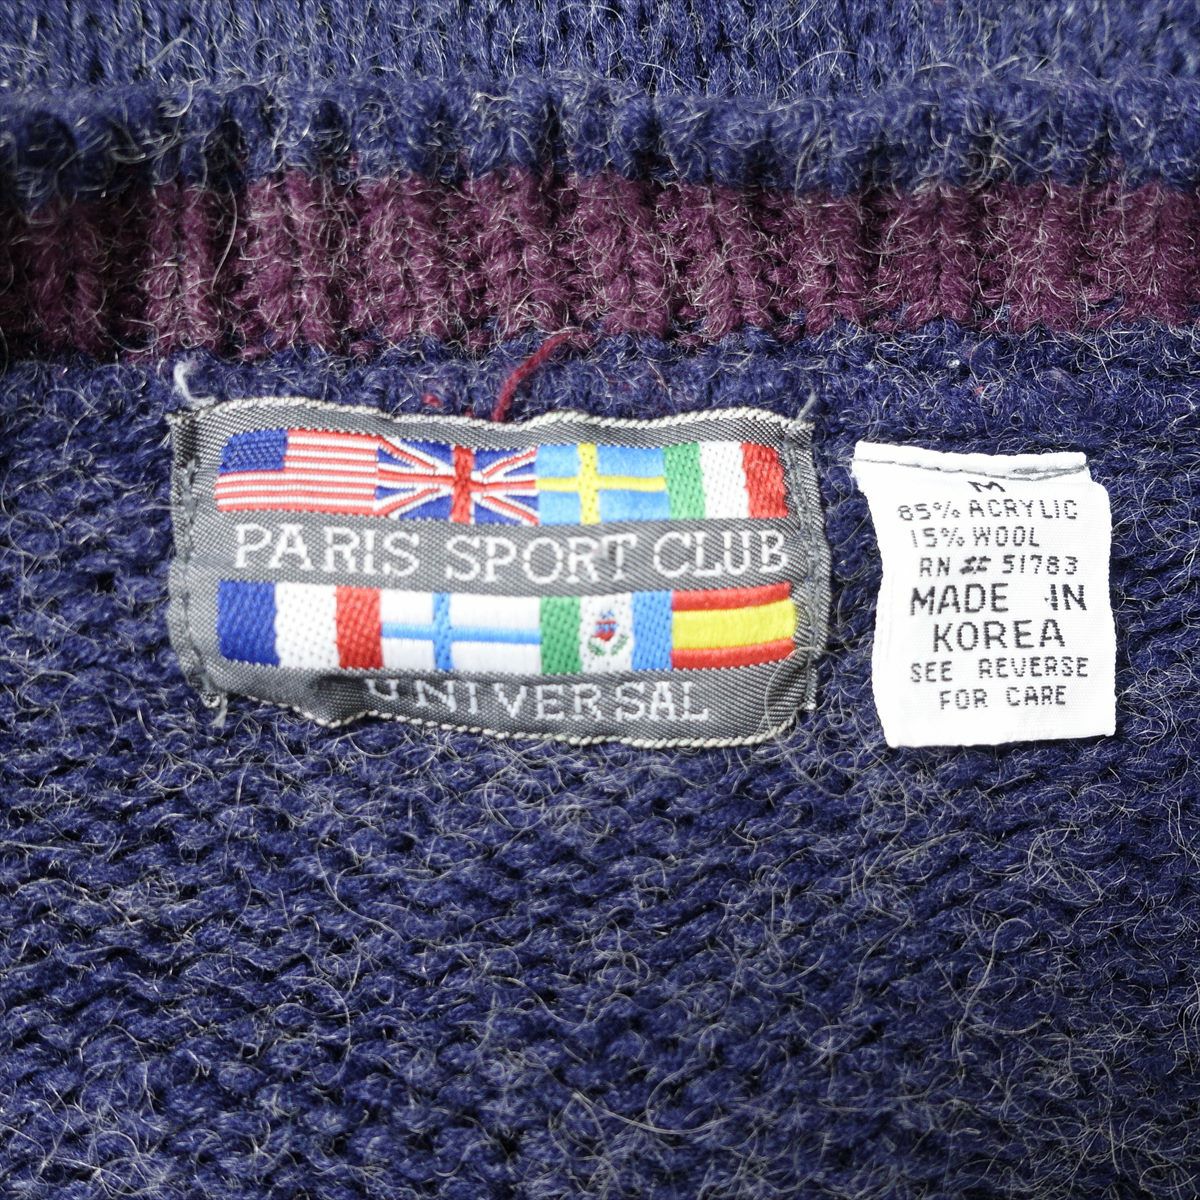 PARIS SPORT CLUB
UNIVERSAL
M
85% ACRYLIC
15% WOOL
RN # 51783
MADE IN
KOREA
SEE REVERSE
FOR CARE